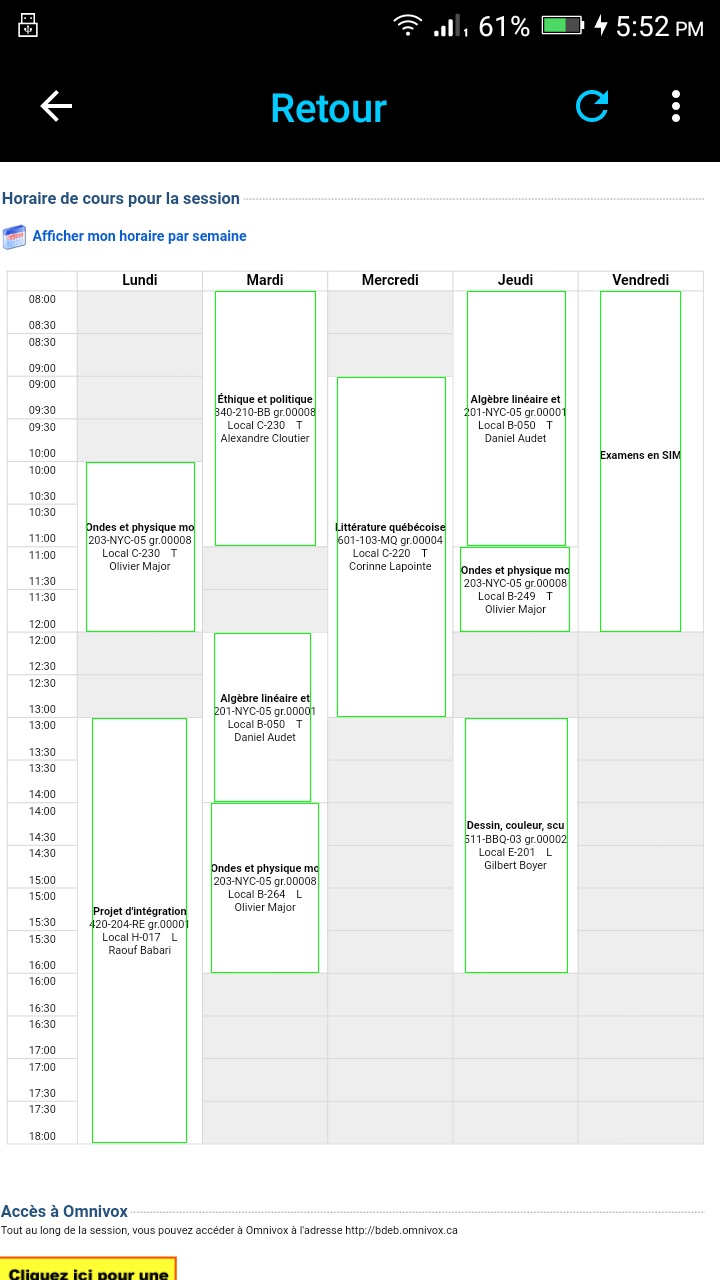 61% 5:52 PM
Retour
Horaire de cours pour la session
Afficher mon horaire par semaine
Lundi Mardi Mercredi Jeudi Vendredi
08:00
08:30
08:30
09:00
09:00
09:30
09:30
10:00
10:00
10:30
10:30
11:00
11:00
11:30
11:30
12:00
12:00
12:30
12:30
13:00
13:00
13:30
13:30
14:00
14:00
14:30
14:30
15:00
15:00
15:30
15:30
16:00
16:00
16:30
16:30
17:00
17:00
17:30
17:30
18:00
Ondes et physique mo
203-NYC-05 gr.00008
Local C-230 T
Olivier Major
Projet d'intégration
420-204-RE gr.00001
Local H-017 L
Raouf Babari
Éthique et politique
340-210-BB gr.00008
Local C-230 T
Alexandre Cloutier
Algèbre linéaire et
201-NYC-05 gr.00001
Local B-050 T
Daniel Audet
Ondes et physique mo
203-NYC-05 gr.00008
Local B-264 L
Olivier Major
Littérature québécoise
601-103-MQ gr.00004
Local C-220 T
Corinne Lapointe
Algèbre linéaire et
201-NYC-05 gr.00001
Local B-050 T
Daniel Audet
Ondes et physique mo
203-NYC-05 gr.00008
Local B-249 T
Olivier Major
Dessin, couleur, scu
511-BBQ-03 gr.00002
Local E-201 L
Gilbert Boyer
Examens en SIM
Accès à Omnivox
Tout au long de la session, vous pouvez accéder à Omnivox à l'adresse http://bdeb.omnivox.ca
Cliquez ici pour une